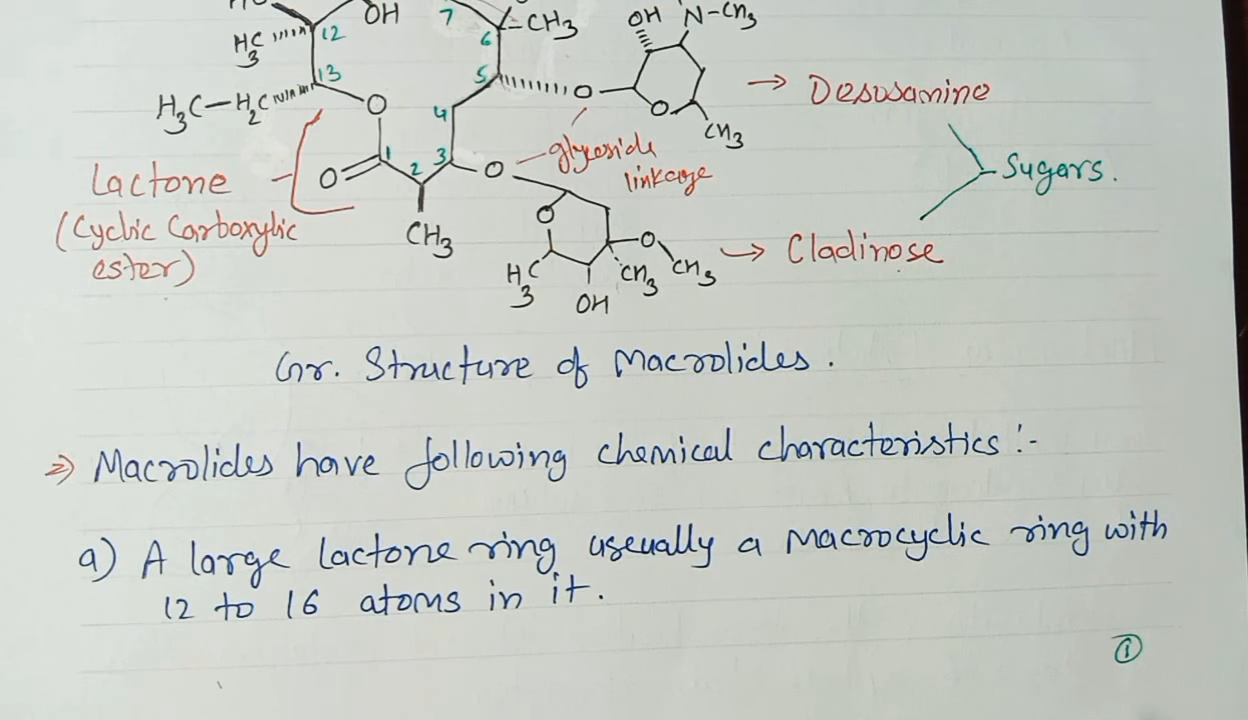 OH
7
CH3
OH
N-CH3
H3C
12
6
13
5
H3C-H2C
O
O
→ Desosamine
4
O
CH3
1
2
3
O
glycoside
linkage
Sugars.
Lactone
O
(Cyclic Carboxylic
ester)
CH3
O
O
→ Cladinose
H3C
CH3
CH3
OH
Gr. Structure of Macrolides.
⇒ Macrolides have following chemical characteristics :-
a) A large lactone ring useually a macrocyclic ring with
12 to 16 atoms in it.
1